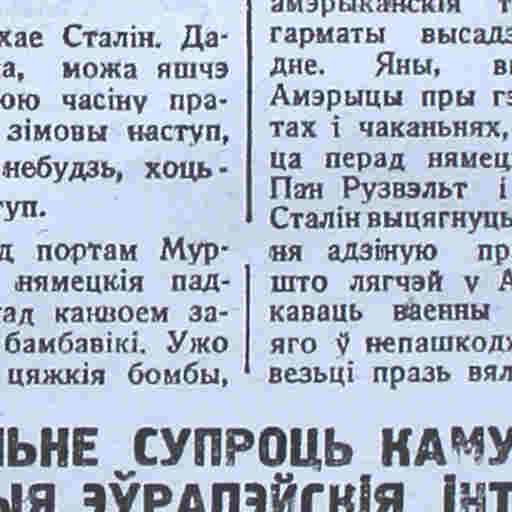 хае Сталін. Да-
а, можа яшчэ
юю часіну пра-
зімовы наступ,
небудзь, хоць-
туп.
д портам Мур-
нямецкія пад-
ад канвоем за-
бамбавікі. Ужо
цяжкія бомбы,
амэрыканскія т
гарматы высадз
дне. Яны, в
Амэрыцы пры гэ
тах і чаканьнях,
ца перад нямец
Пан Рузвэльт і
Сталін выцягнуць
ня адзіную пр
што лягчэй у А
каваць ваенны
яго ў непашкодж
везьці празь вял
ЛЬНЕ СУПРОЦЬ КАМУ
ЫЯ ЭЎРАПЭЙСКІЯ ІНТ